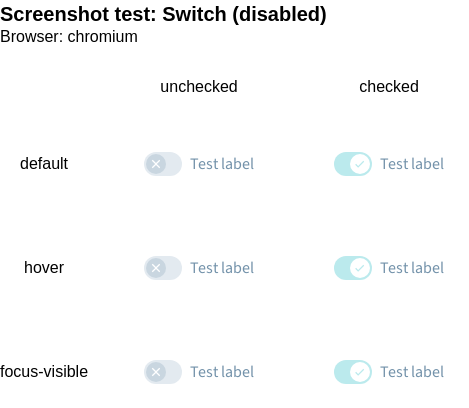 Screenshot test: Switch (disabled)
Browser: chromium
unchecked checked
default Test label Test label
hover Test label Test label
focus-visible Test label Test label